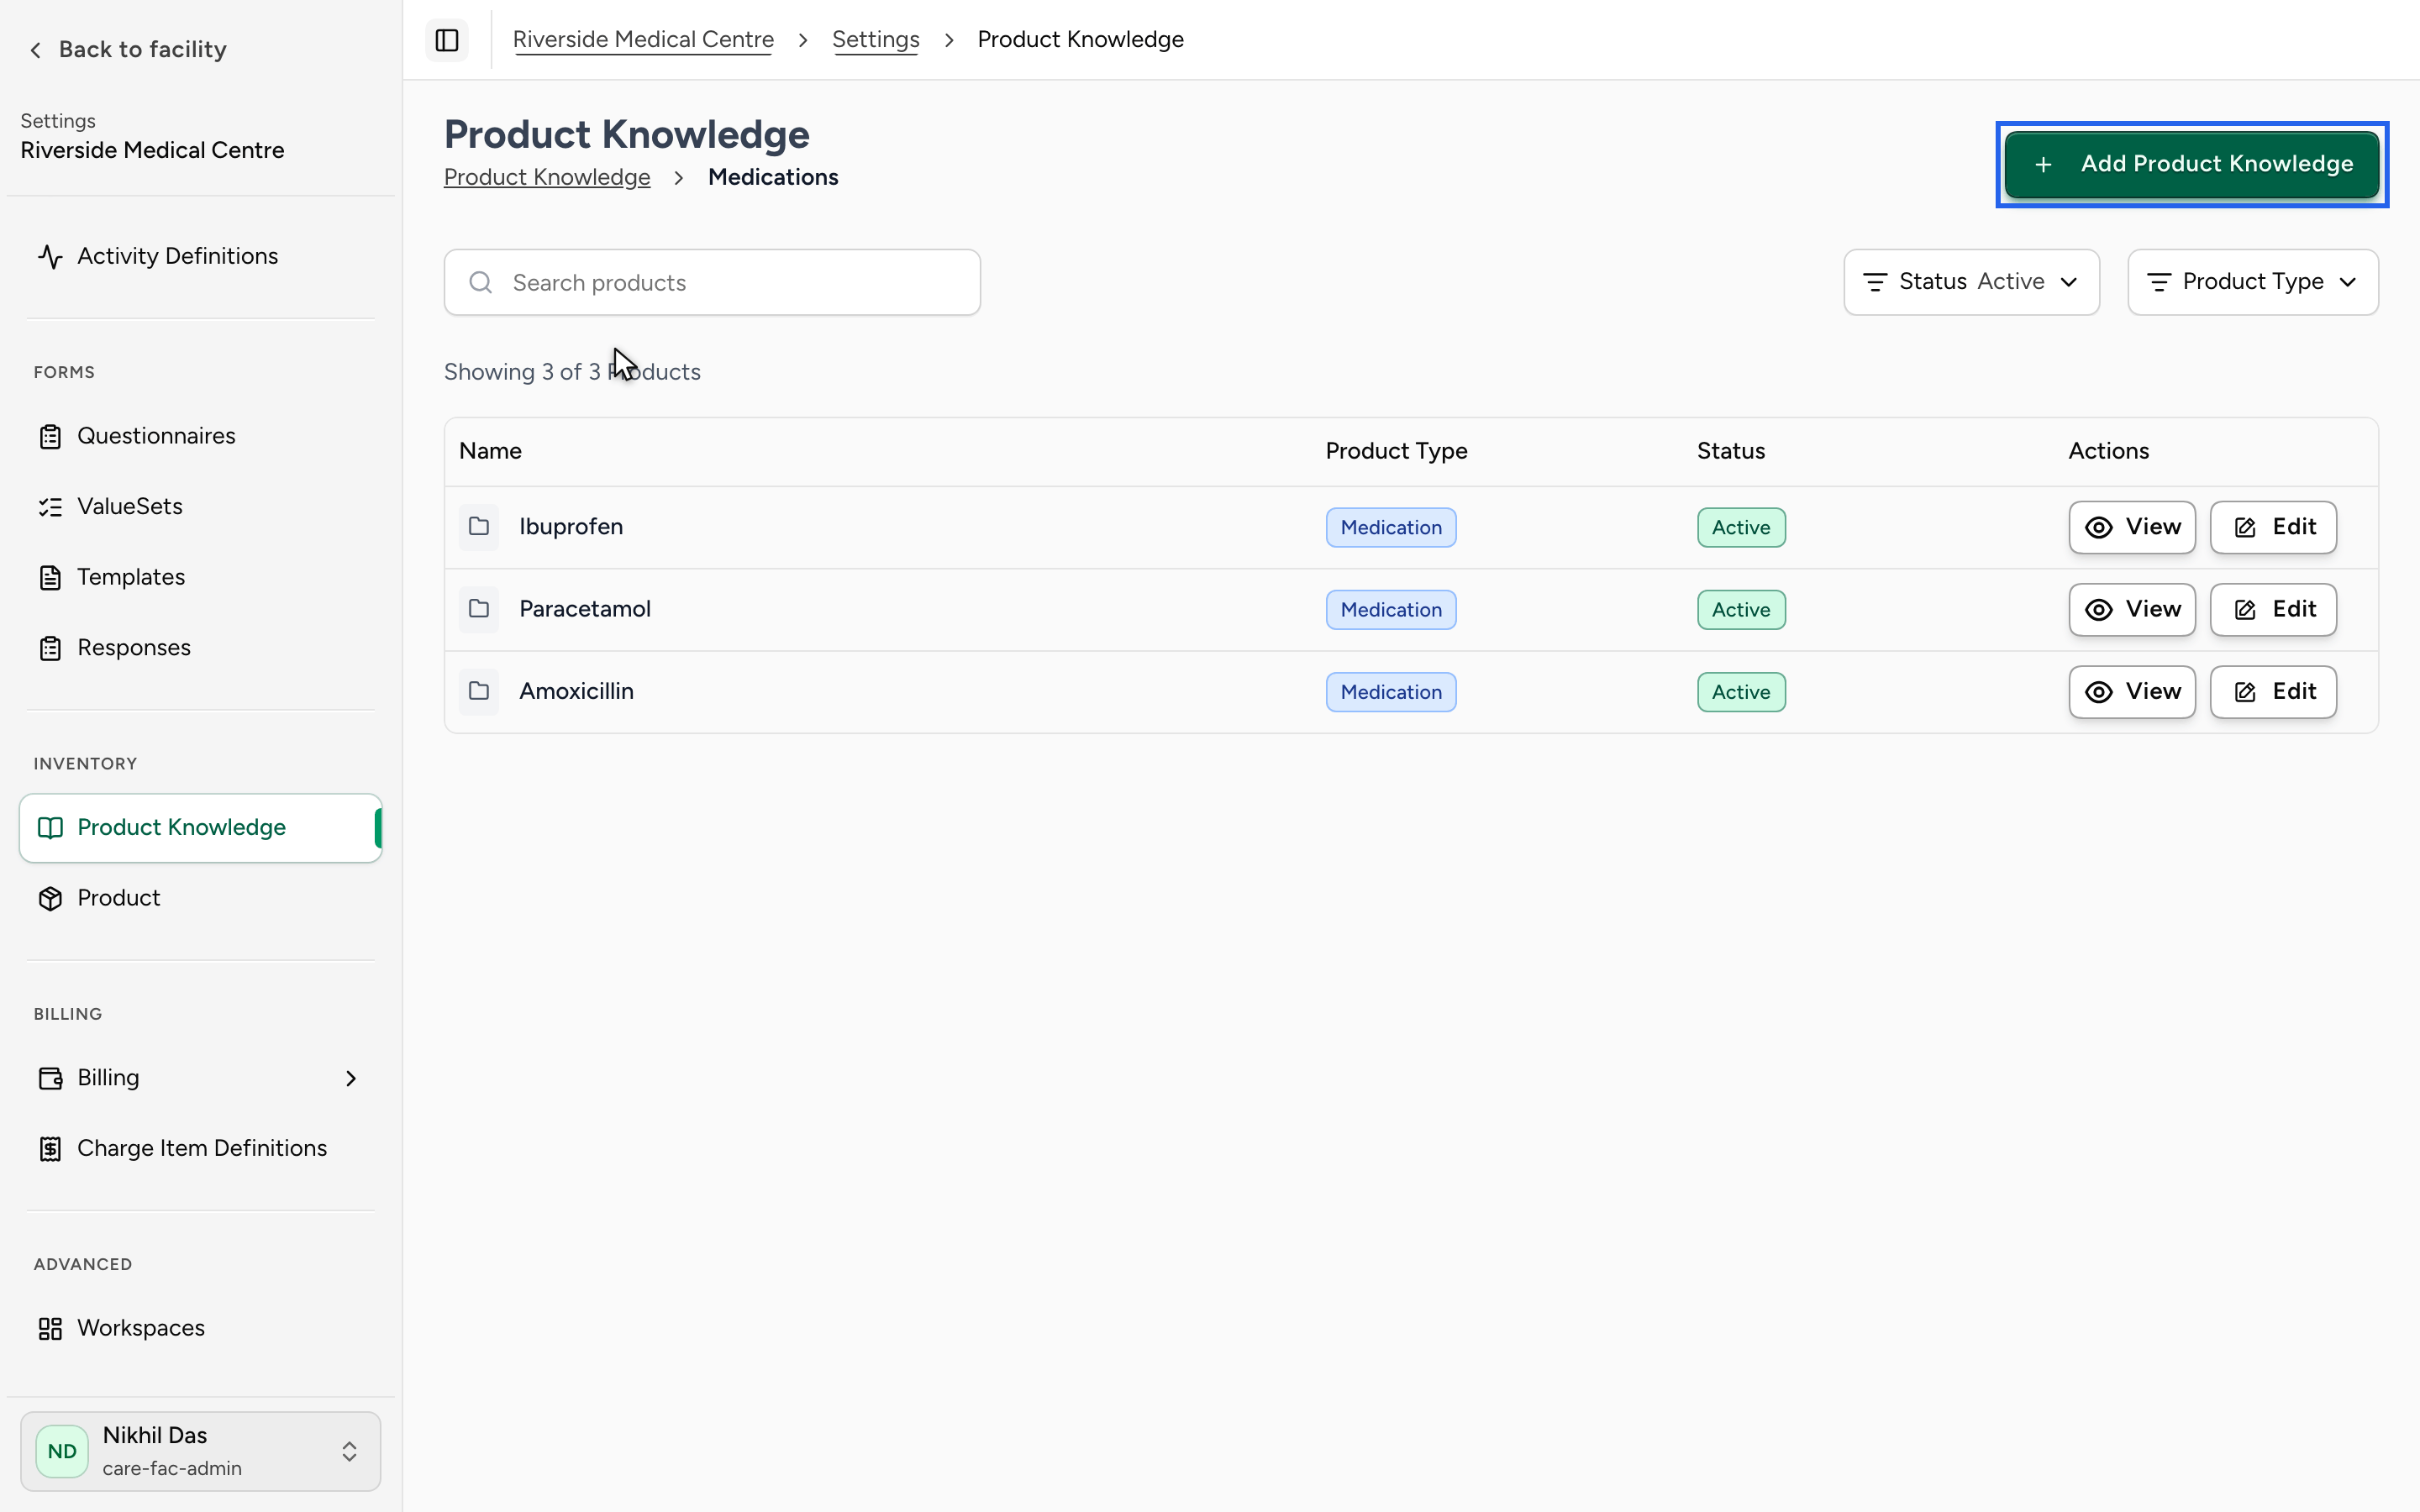 Back to facility
Settings
Riverside Medical Centre
Activity Definitions
FORMS
Questionnaires
ValueSets
Templates
Responses
INVENTORY
Product Knowledge
Product
BILLING
Billing
Charge Item Definitions
ADVANCED
Workspaces
ND
Nikhil Das
care-fac-admin
Riverside Medical Centre > Settings > Product Knowledge
Product Knowledge
Product Knowledge > Medications
+ Add Product Knowledge
Search products
Status Active
Product Type
Showing 3 of 3 Products
Name Product Type Status Actions
Ibuprofen Medication Active View Edit
Paracetamol Medication Active View Edit
Amoxicillin Medication Active View Edit